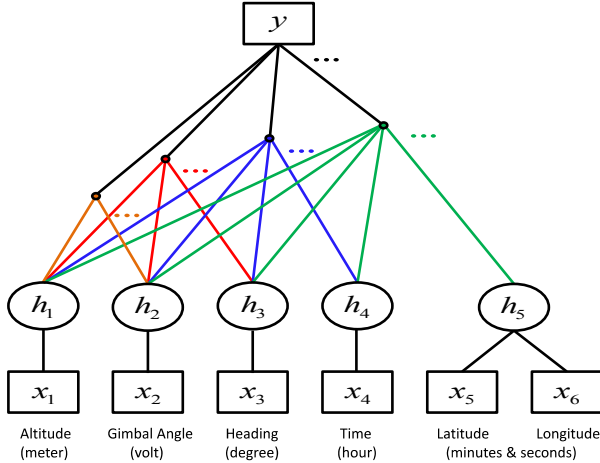 y
h₁ h₂ h₃ h₄ h₅
x₁ x₂ x₃ x₄ x₅ x₆
Altitude Gimbal Angle Heading Time Latitude Longitude
(meter) (volt) (degree) (hour) (minutes & seconds)